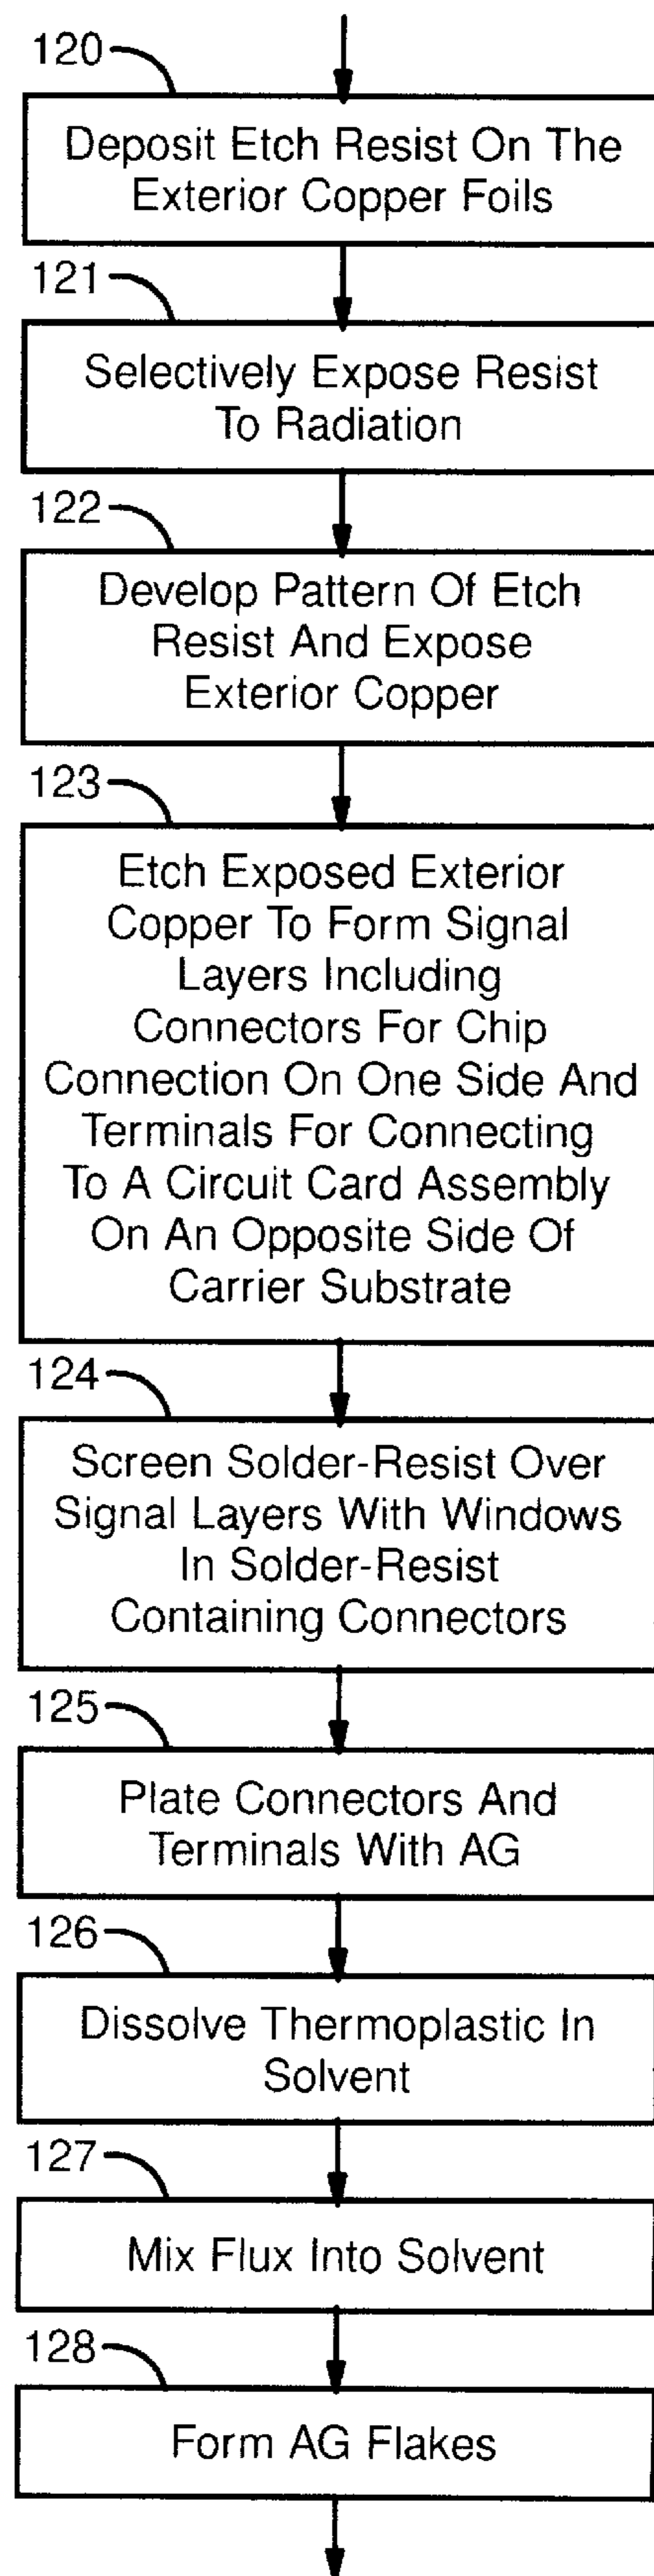 120
Deposit Etch Resist On The
Exterior Copper Foils
121
Selectively Expose Resist
To Radiation
122
Develop Pattern Of Etch
Resist And Expose
Exterior Copper
123
Etch Exposed Exterior
Copper To Form Signal
Layers Including
Connectors For Chip
Connection On One Side And
Terminals For Connecting
To A Circuit Card Assembly
On An Opposite Side Of
Carrier Substrate
124
Screen Solder-Resist Over
Signal Layers With Windows
In Solder-Resist
Containing Connectors
125
Plate Connectors And
Terminals With AG
126
Dissolve Thermoplastic In
Solvent
127
Mix Flux Into Solvent
128
Form AG Flakes